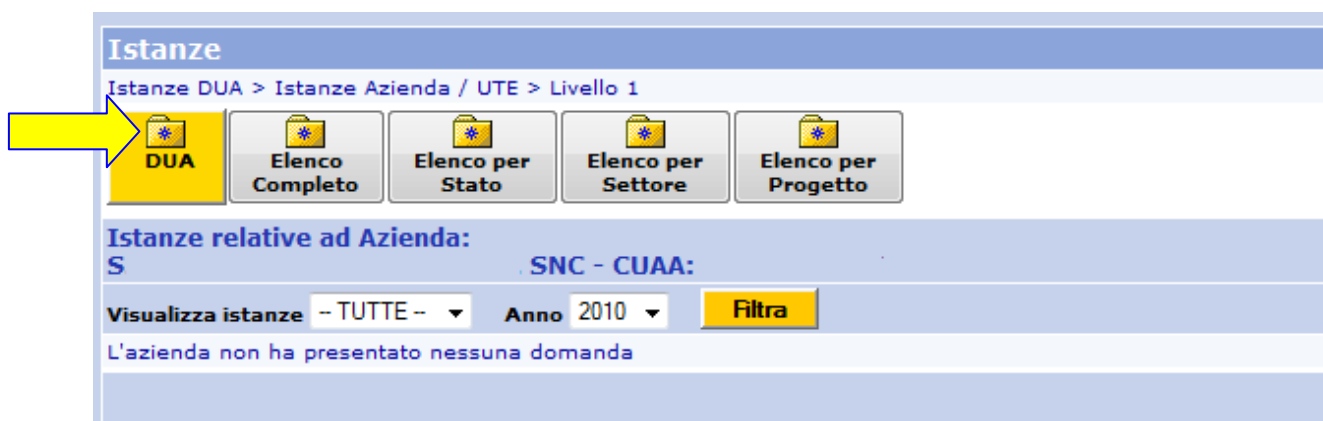 Istanze
Istanze DUA > Istanze Azienda / UTE > Livello 1
DUA
Elenco Completo
Elenco per Stato
Elenco per Settore
Elenco per Progetto
Istanze relative ad Azienda:
S SNC - CUAA:
Visualizza istanze -- TUTTE -- Anno 2010 Filtra
L'azienda non ha presentato nessuna domanda